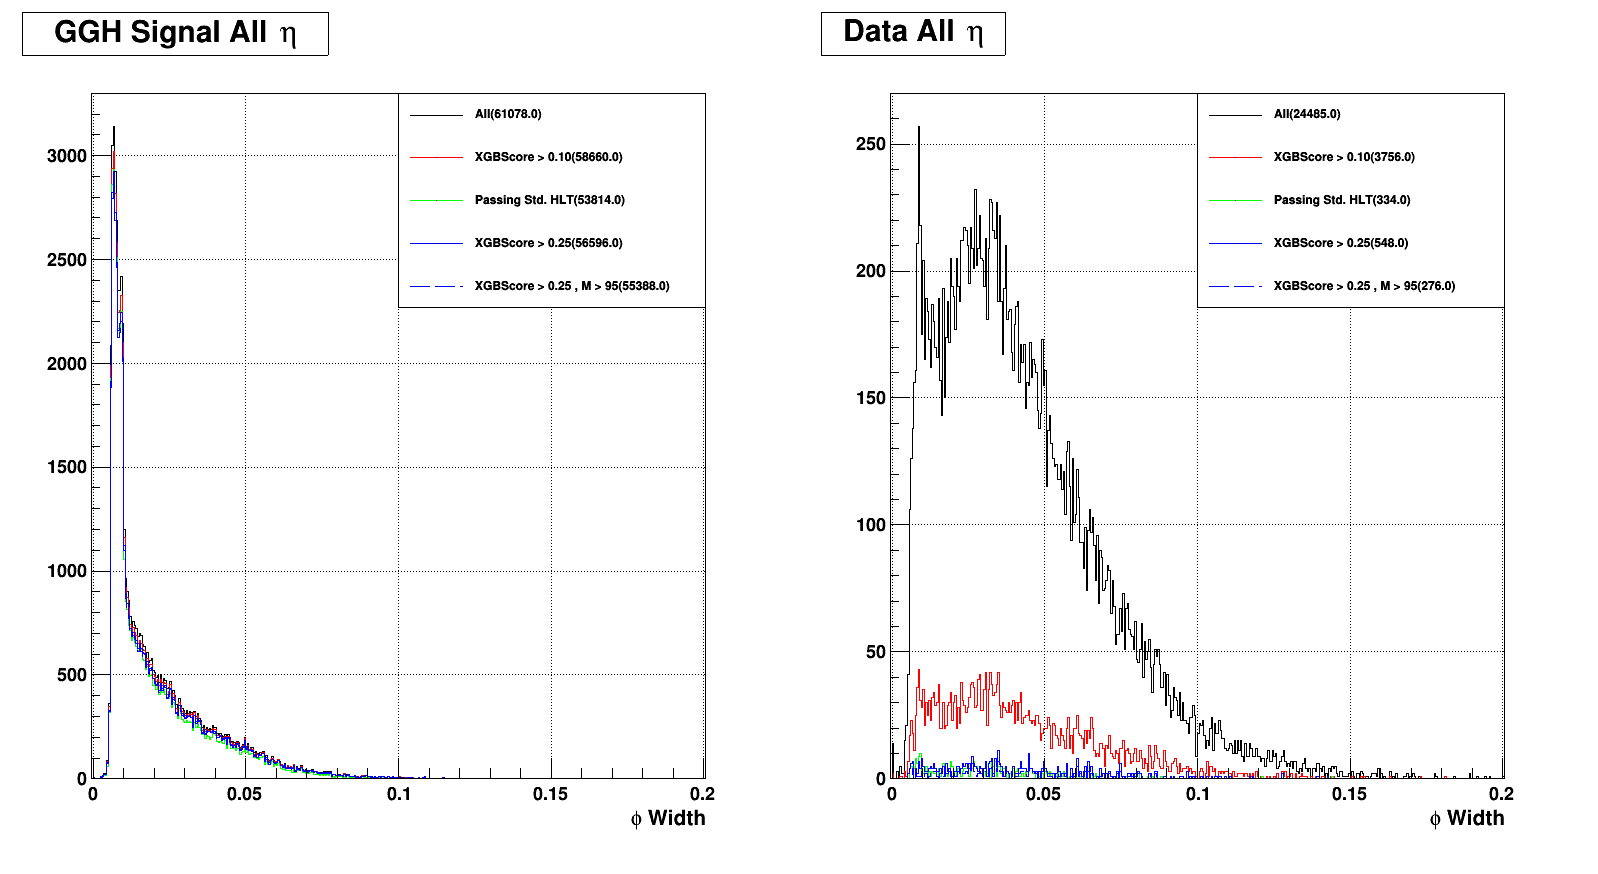 GGH Signal All η
All(61078.0)
XGBScore > 0.10(58660.0)
Passing Std. HLT(53814.0)
XGBScore > 0.25(56596.0)
XGBScore > 0.25 , M > 95(55388.0)
3000
2500
2000
1500
1000
500
0
0 0.05 0.1 0.15 0.2
ϕ Width
Data All η
All(24485.0)
XGBScore > 0.10(3756.0)
Passing Std. HLT(334.0)
XGBScore > 0.25(548.0)
XGBScore > 0.25 , M > 95(276.0)
250
200
150
100
50
0
0 0.05 0.1 0.15 0.2
ϕ Width